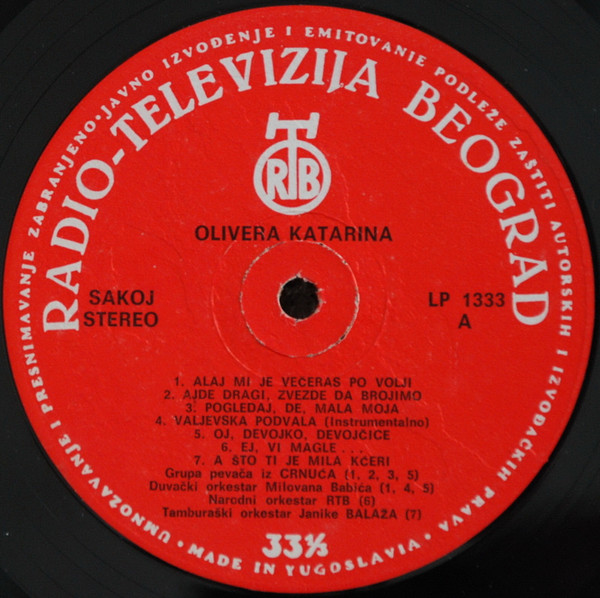 UMNOŽAVANJE I PRESNIMAVANJE ZABRANJENO • JAVNO IZVOĐENJE I EMITOVANJE PODLEŽE ZAŠTITI AUTORSKIH I IZVOĐAČKIH PRAVA •
RADIO-TELEVIZIJA BEOGRAD
RTB
OLIVERA KATARINA
SAKOJ
STEREO
LP 1333
A
1. ALAJ MI JE VEČERAS PO VOLJI
2. AJDE DRAGI, ZVEZDE DA BROJIMO
3. POGLEDAJ, DE, MALA MOJA
4. VALJEVSKA PODVALA (Instrumentalno)
5. OJ, DEVOJKO, DEVOJČICE
6. EJ, VI MAGLE . . .
7. A ŠTO TI JE MILA KĆERI
Grupa pevača iz CRNUĆA (1, 2, 3, 5)
Duvački orkestar Milovana Babića (1, 4, 5)
Narodni orkestar RTB (6)
Tamburaški orkestar Janike BALAŽA (7)
33⅓
• MADE IN YUGOSLAVIA •